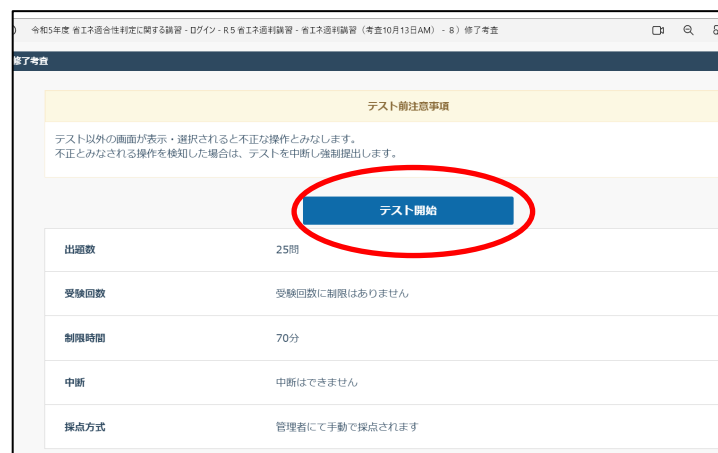 令和5年度 省エネ適合性判定に関する講習 - ログイン - R５省エネ適判講習 - 省エネ適判講習（考査10月13日AM） - ８）修了考査
修了考査
テスト前注意事項
テスト以外の画面が表示・選択されると不正な操作とみなします。
不正とみなされる操作を検知した場合は、テストを中断し強制提出します。
テスト開始
出題数 25問
受験回数 受験回数に制限はありません
制限時間 70分
中断 中断はできません
採点方式 管理者にて手動で採点されます